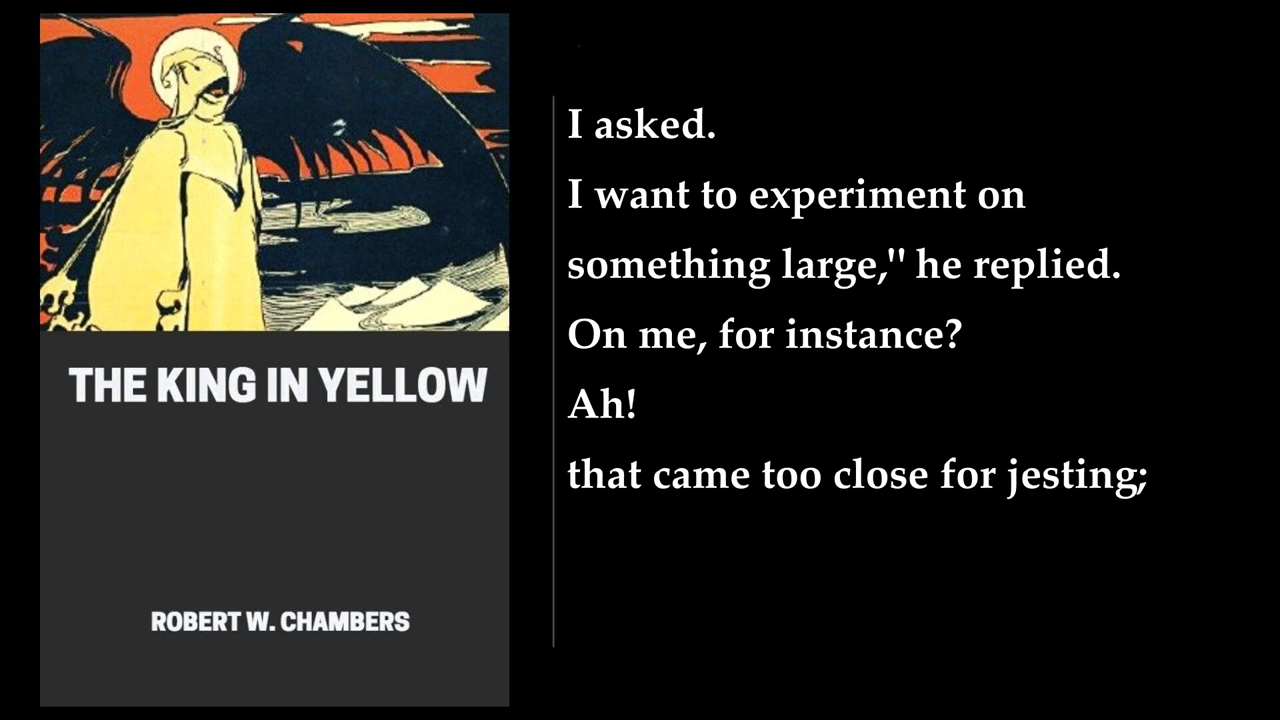 THE KING IN YELLOW
ROBERT W. CHAMBERS
I asked.
I want to experiment on
something large," he replied.
On me, for instance?
Ah!
that came too close for jesting;